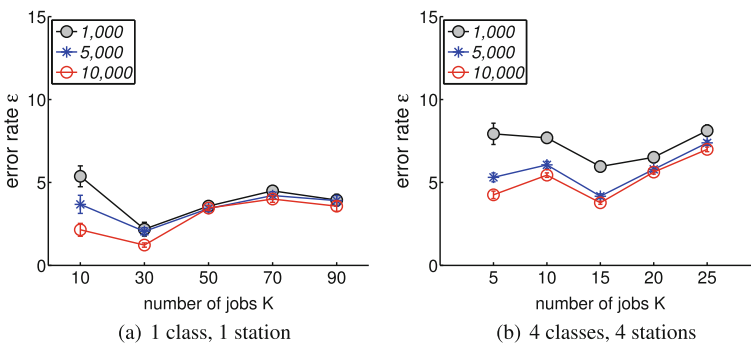 15
10
5
0
error rate ε
1,000
5,000
10,000
10 30 50 70 90
number of jobs K
(a) 1 class, 1 station
15
10
5
0
error rate ε
1,000
5,000
10,000
5 10 15 20 25
number of jobs K
(b) 4 classes, 4 stations